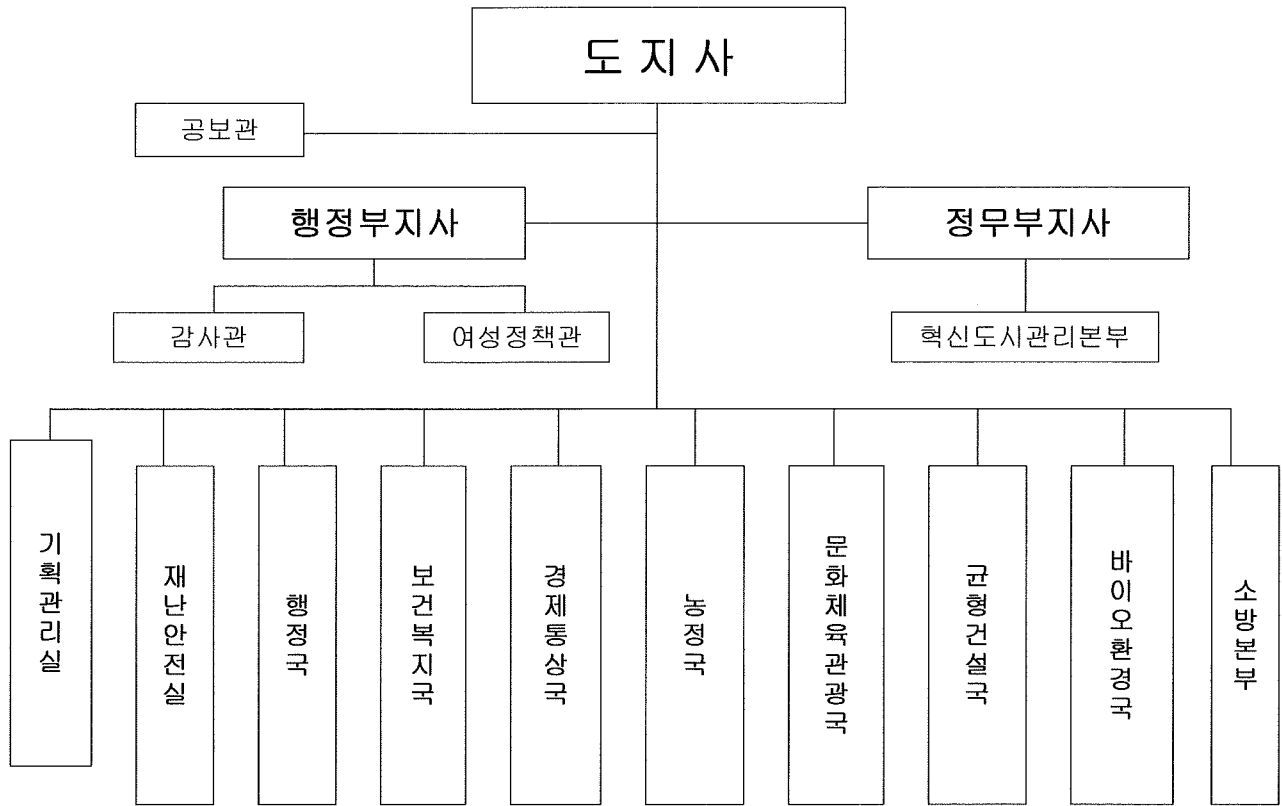 도 지 사
공보관
행정부지사
정무부지사
감사관
여성정책관
혁신도시관리본부
기획관리실
재난안전실
행정국
보건복지국
경제통상국
농정국
문화체육관광국
균형건설국
바이오환경국
소방본부